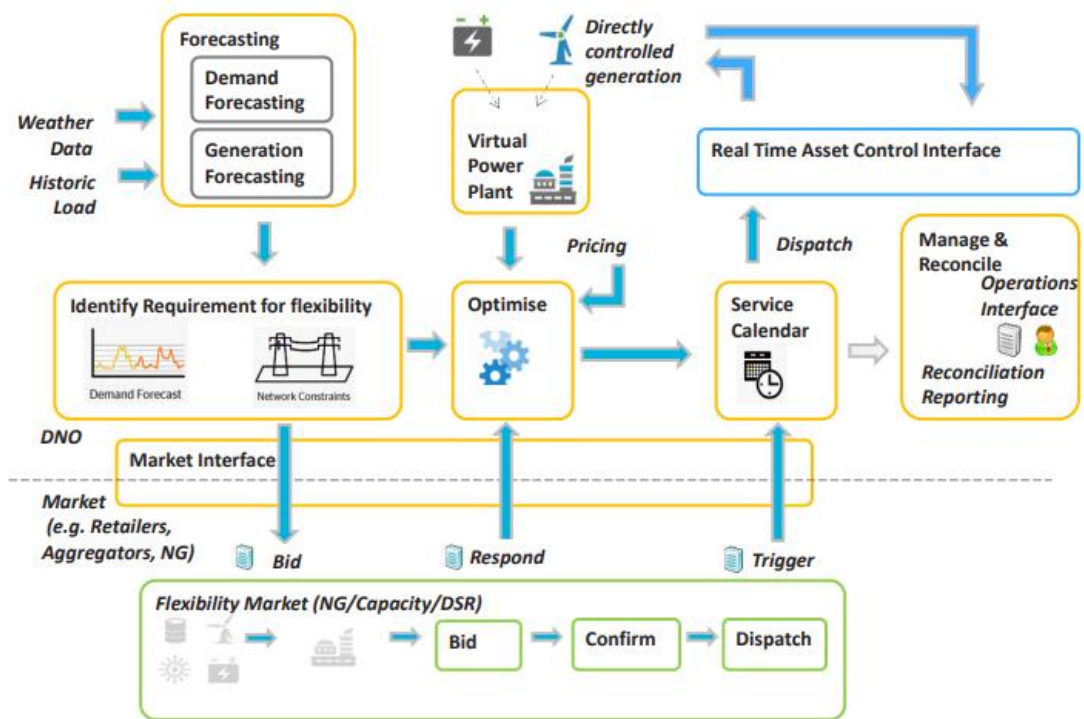 Forecasting
Demand
Forecasting
Generation
Forecasting
Weather
Data
Historic
Load
Directly
controlled
generation
Virtual
Power
Plant
Real Time Asset Control Interface
Pricing
Dispatch
Identify Requirement for flexibility
Demand Forecast
Network Constraints
Optimise
Service
Calendar
Manage &
Reconcile
Operations
Interface
Reconciliation
Reporting
DNO
Market Interface
Market
(e.g. Retailers,
Aggregators, NG)
Bid
Respond
Trigger
Flexibility Market (NG/Capacity/DSR)
Bid
Confirm
Dispatch